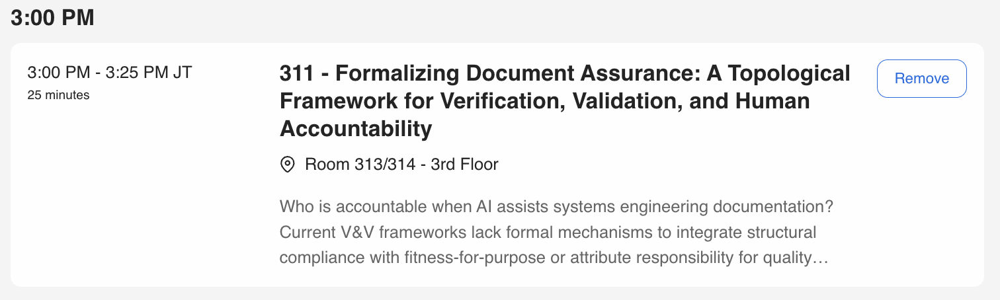 3:00 PM
3:00 PM - 3:25 PM JT
25 minutes
311 - Formalizing Document Assurance: A Topological
Framework for Verification, Validation, and Human
Accountability
Remove
Room 313/314 - 3rd Floor
Who is accountable when AI assists systems engineering documentation?
Current V&V frameworks lack formal mechanisms to integrate structural
compliance with fitness-for-purpose or attribute responsibility for quality…